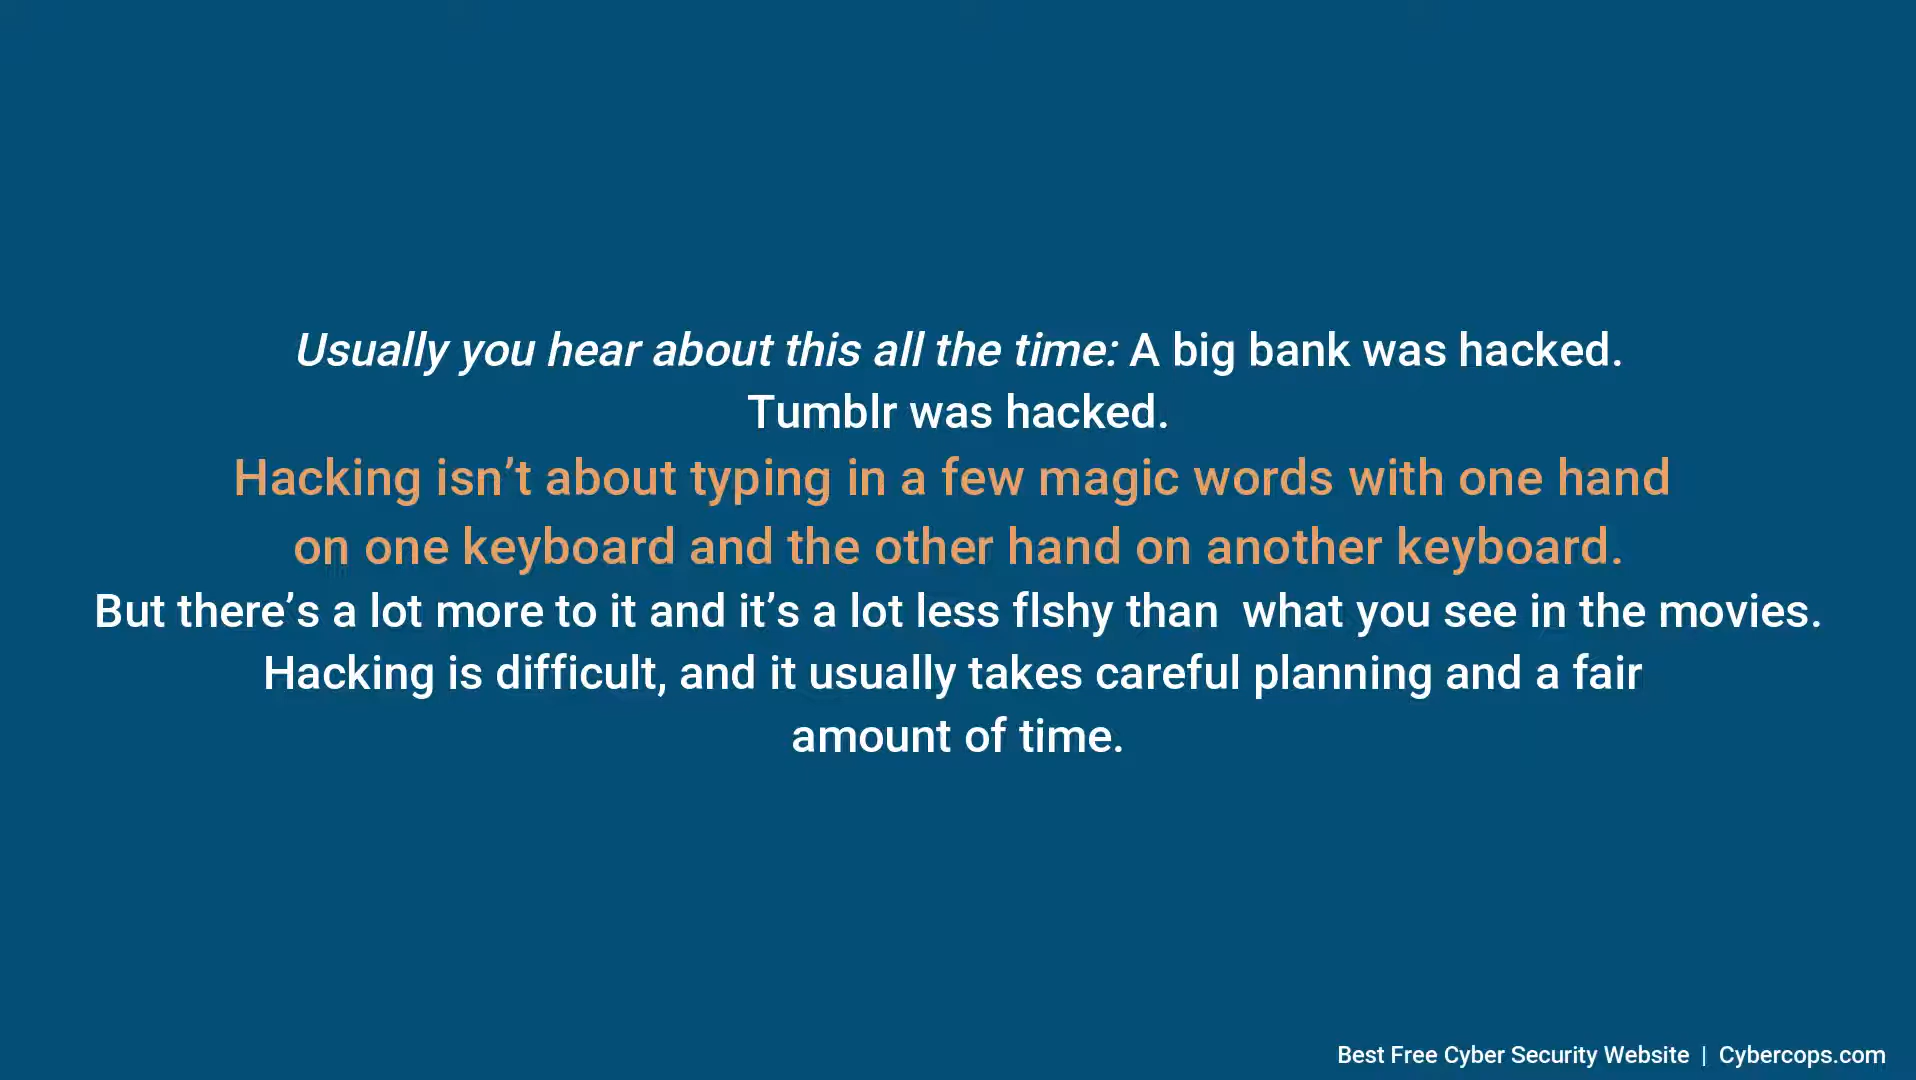 Usually you hear about this all the time: A big bank was hacked.
Tumblr was hacked.
Hacking isn’t about typing in a few magic words with one hand
on one keyboard and the other hand on another keyboard.
But there’s a lot more to it and it’s a lot less flshy than  what you see in the movies.
Hacking is difficult, and it usually takes careful planning and a fair
amount of time.
Best Free Cyber Security Website | Cybercops.com